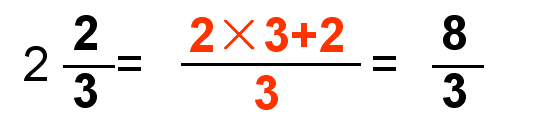 2 2/3 = (2×3+2)/3 = 8/3